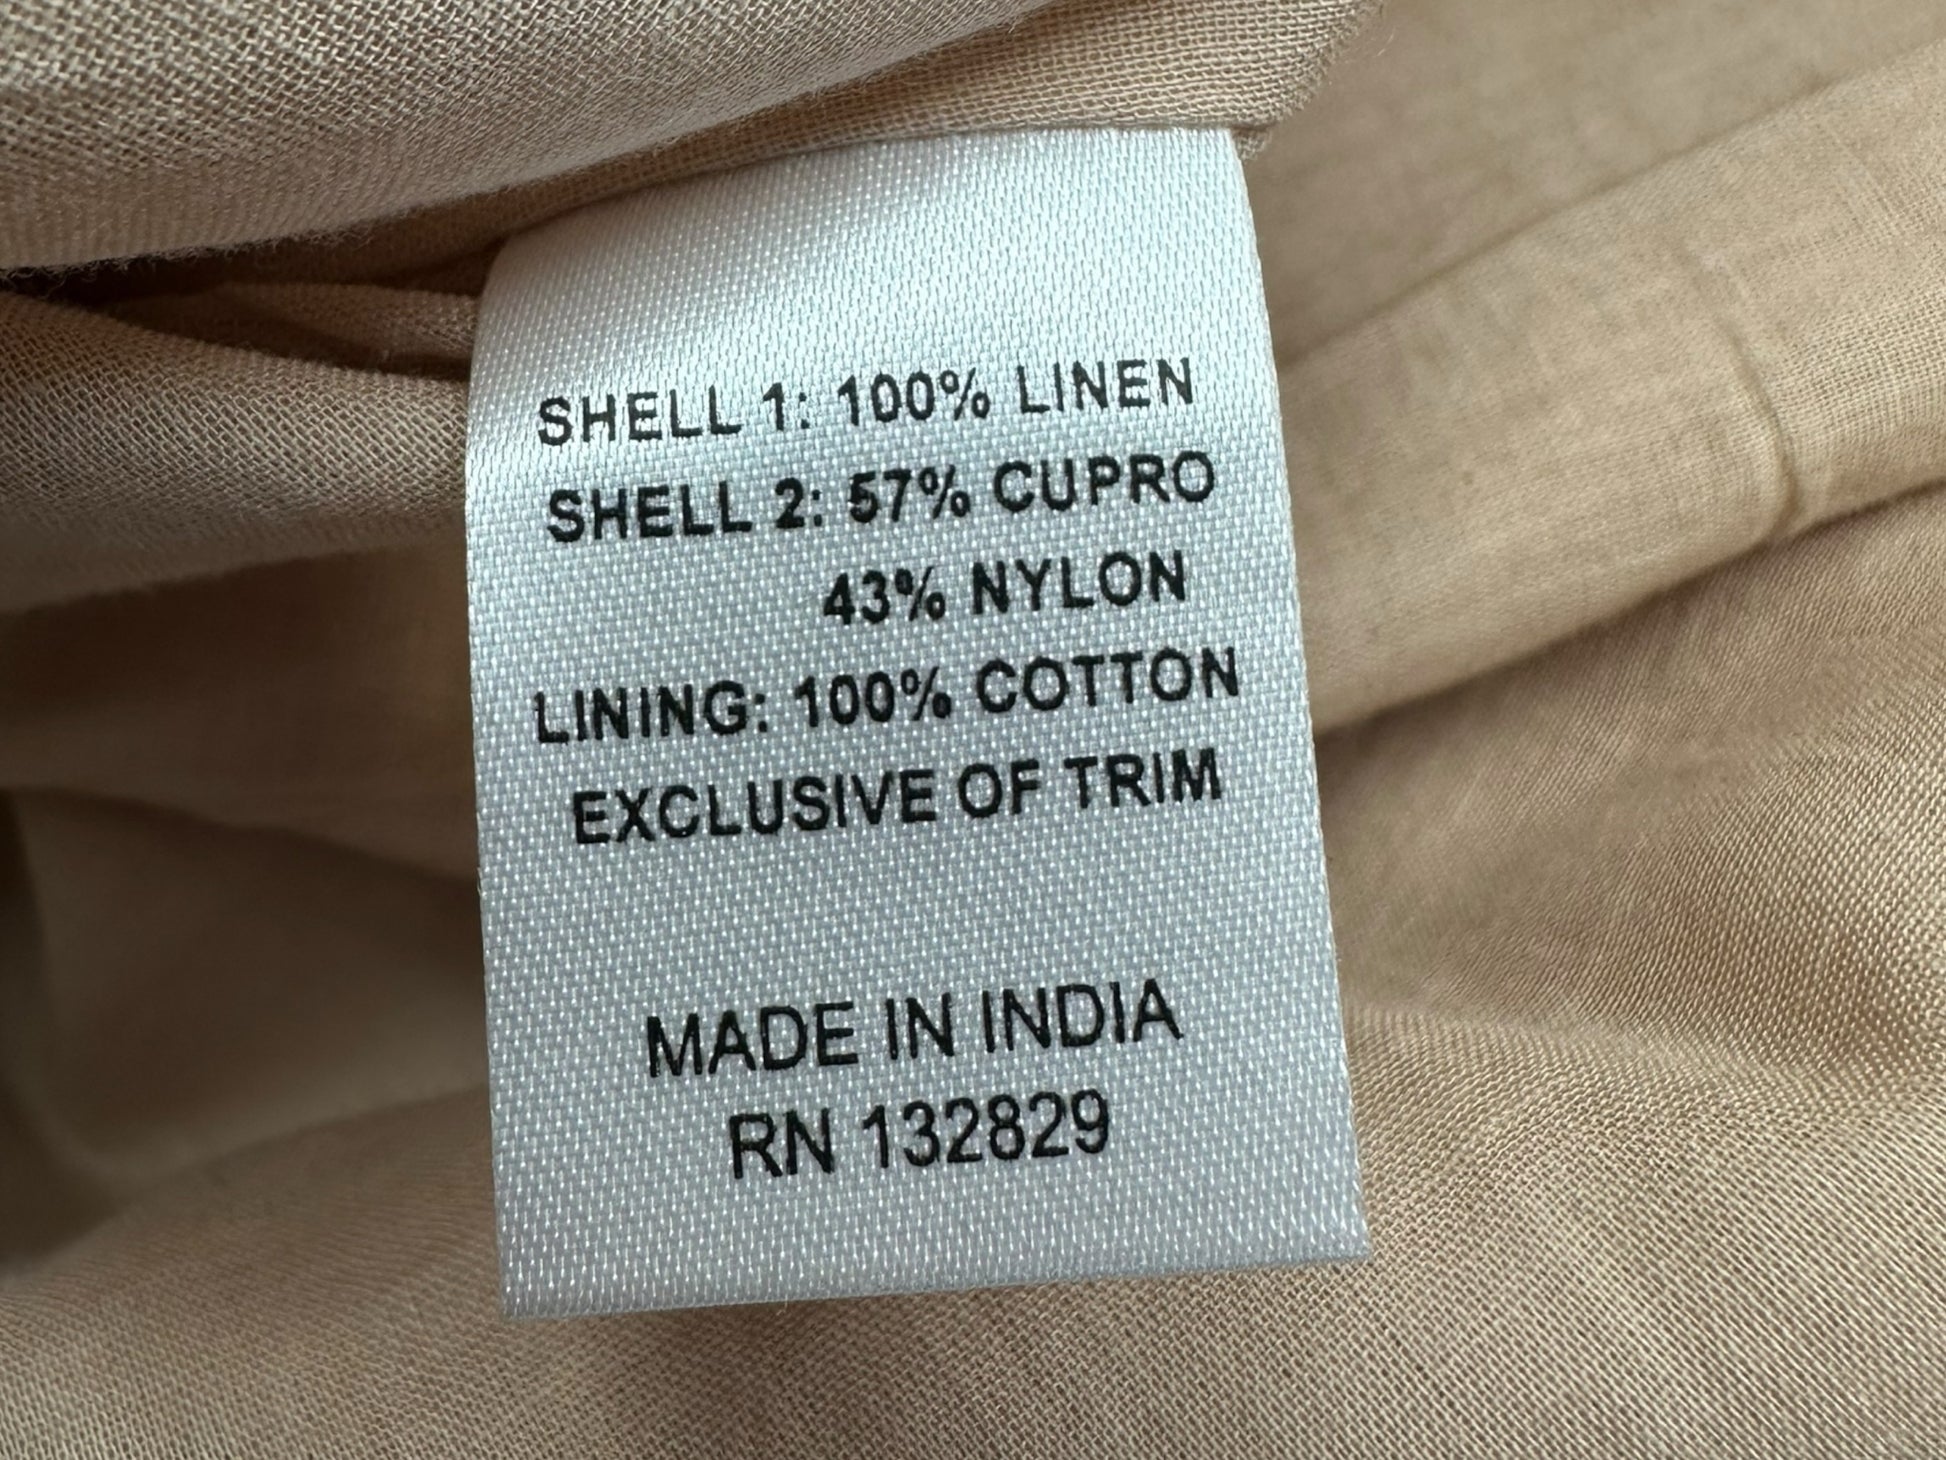 SHELL 1: 100% LINEN
SHELL 2: 57% CUPRO
43% NYLON
LINING: 100% COTTON
EXCLUSIVE OF TRIM
MADE IN INDIA
RN 132829